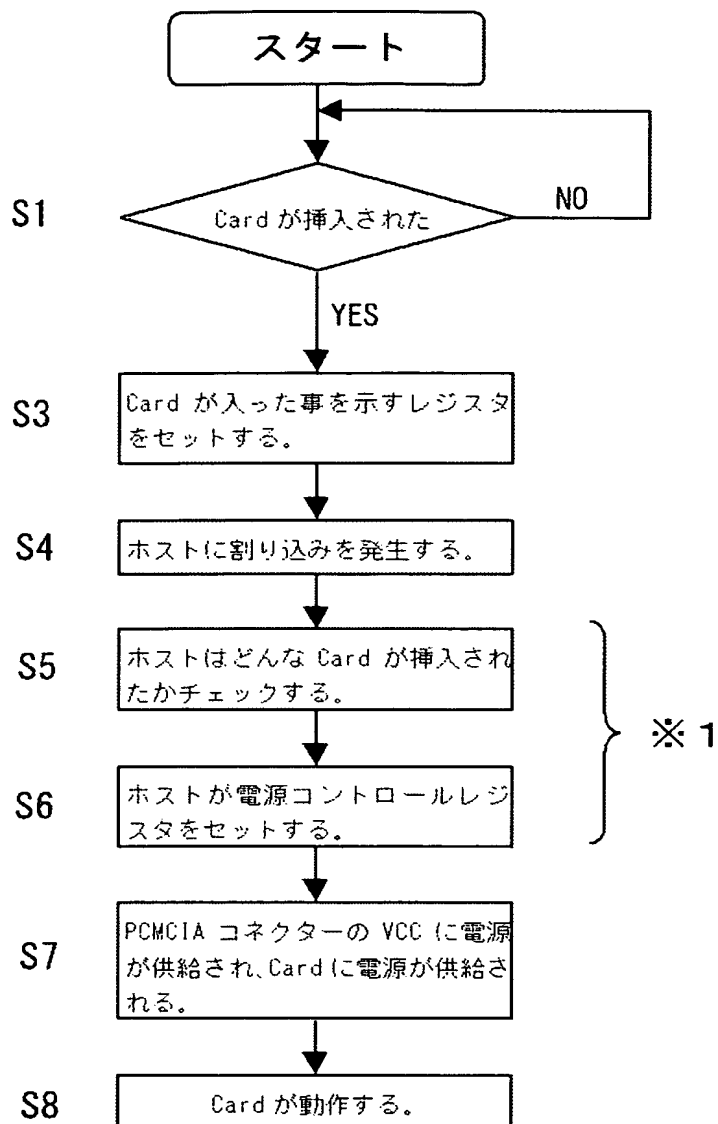 スタート
S1
Card が挿入された
NO
YES
S3
Card が入った事を示すレジスタ
をセットする。
S4
ホストに割り込みを発生する。
S5
ホストはどんな Card が挿入され
たかチェックする。
※1
S6
ホストが電源コントロールレジ
スタをセットする。
S7
PCMCIA コネクターの VCC に電源
が供給され、Card に電源が供給さ
れる。
S8
Card が動作する。